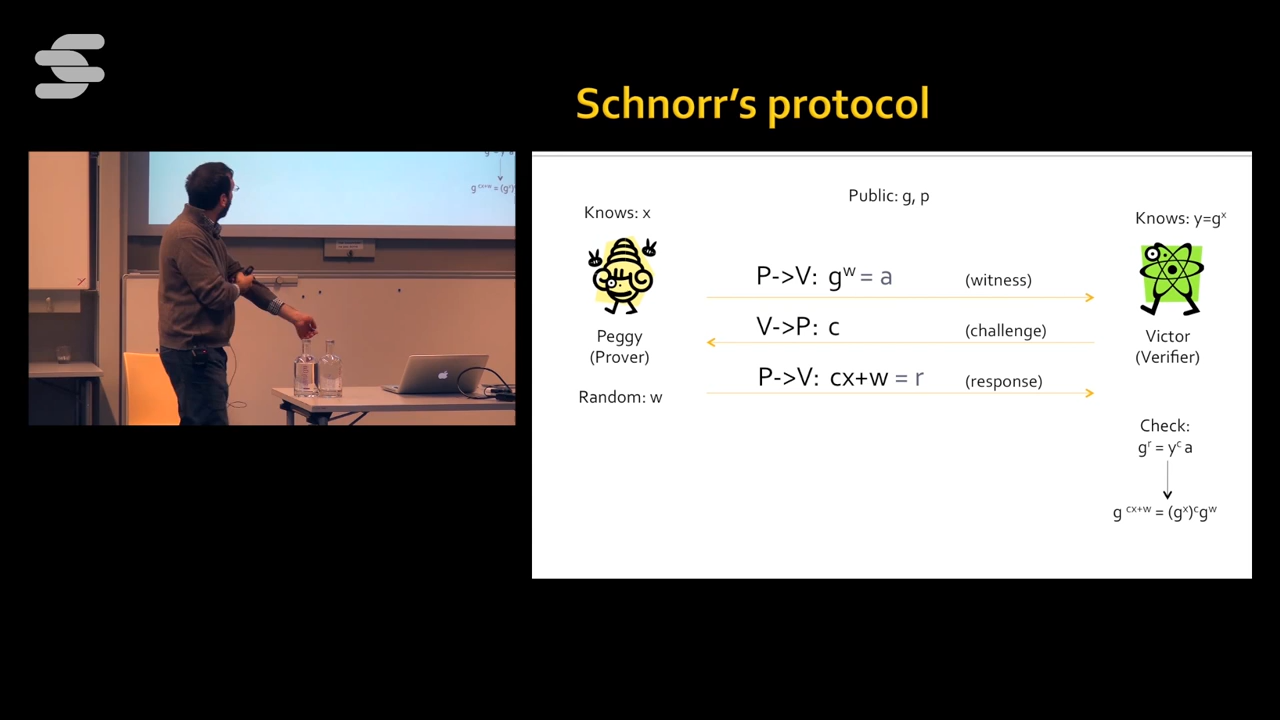 Schnorr's protocol
Public: g, p
Knows: x
Knows: y=gˣ
P->V: gʷ = a (witness)
V->P: c (challenge)
P->V: cx+w = r (response)
Peggy
(Prover)
Victor
(Verifier)
Random: w
Check:
gʳ = yᶜ a
g ᶜˣ⁺ʷ = (gˣ)ᶜgʷ